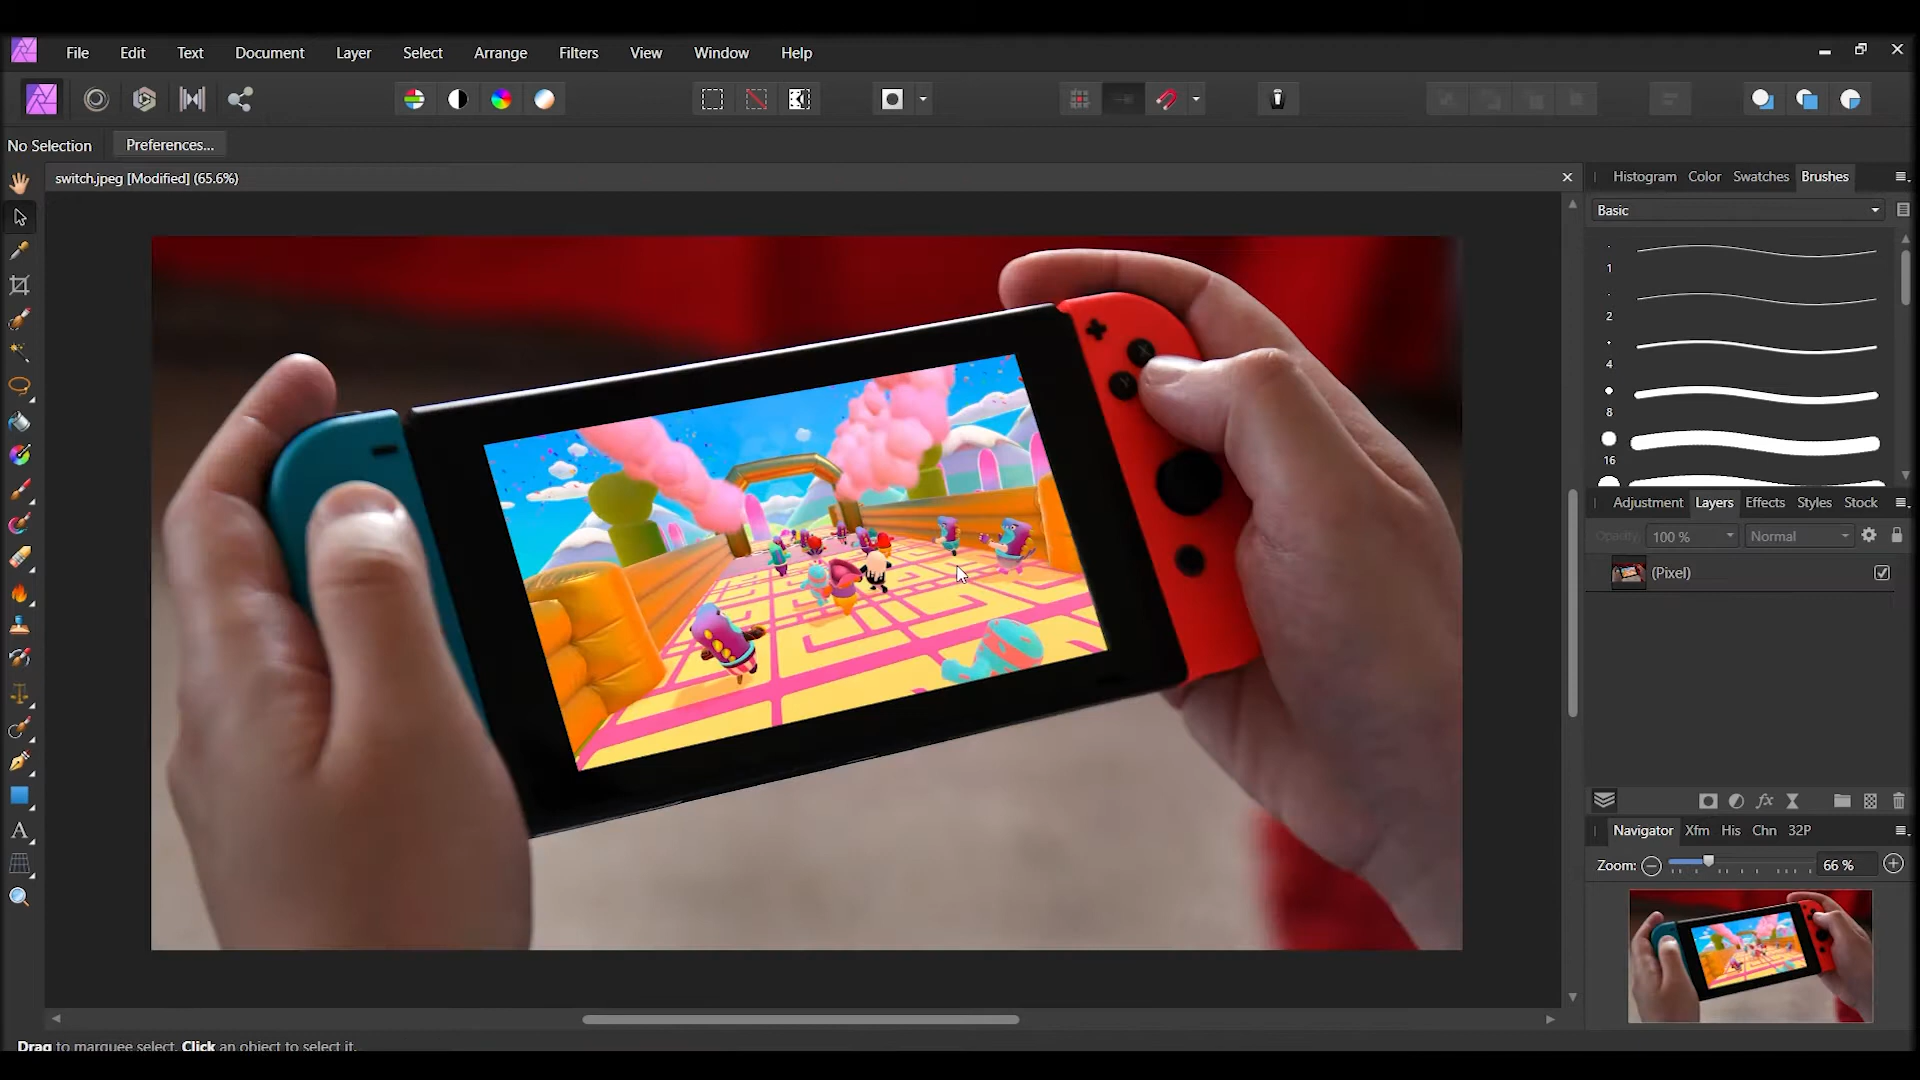 File Edit Text Document Layer Select Arrange Filters View Window Help
No Selection Preferences...
switch.jpeg [Modified] (65.6%)
Histogram Color Swatches Brushes
Basic
1
2
4
8
16
Adjustment Layers Effects Styles Stock
Opacity: 100 % Normal
(Pixel)
Navigator Xfm His Chn 32P
Zoom: 66 %
X
Y
Drag to marquee select. Click an object to select it.